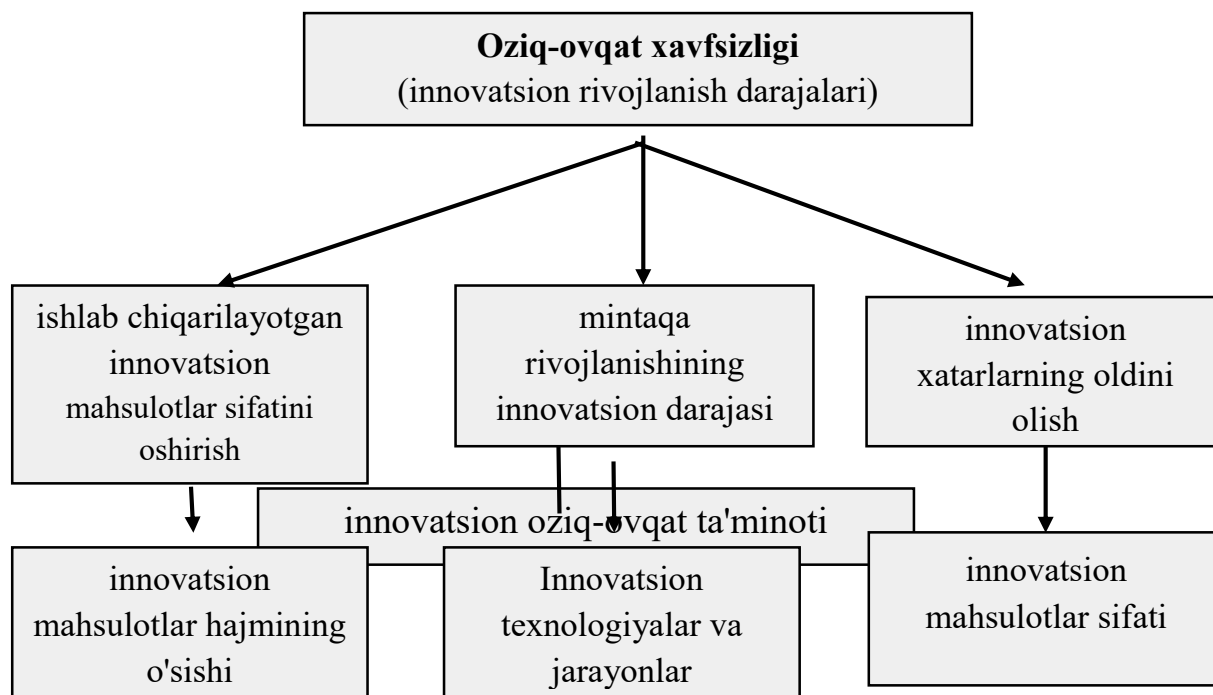 Oziq-ovqat xavfsizligi
(innovatsion rivojlanish darajalari)
ishlab chiqarilayotgan
innovatsion
mahsulotlar sifatini
oshirish
mintaqa
rivojlanishining
innovatsion darajasi
innovatsion
xatarlarning oldini
olish
innovatsion oziq-ovqat ta'minoti
innovatsion
mahsulotlar hajmining
o'sishi
Innovatsion
texnologiyalar va
jarayonlar
innovatsion
mahsulotlar sifati